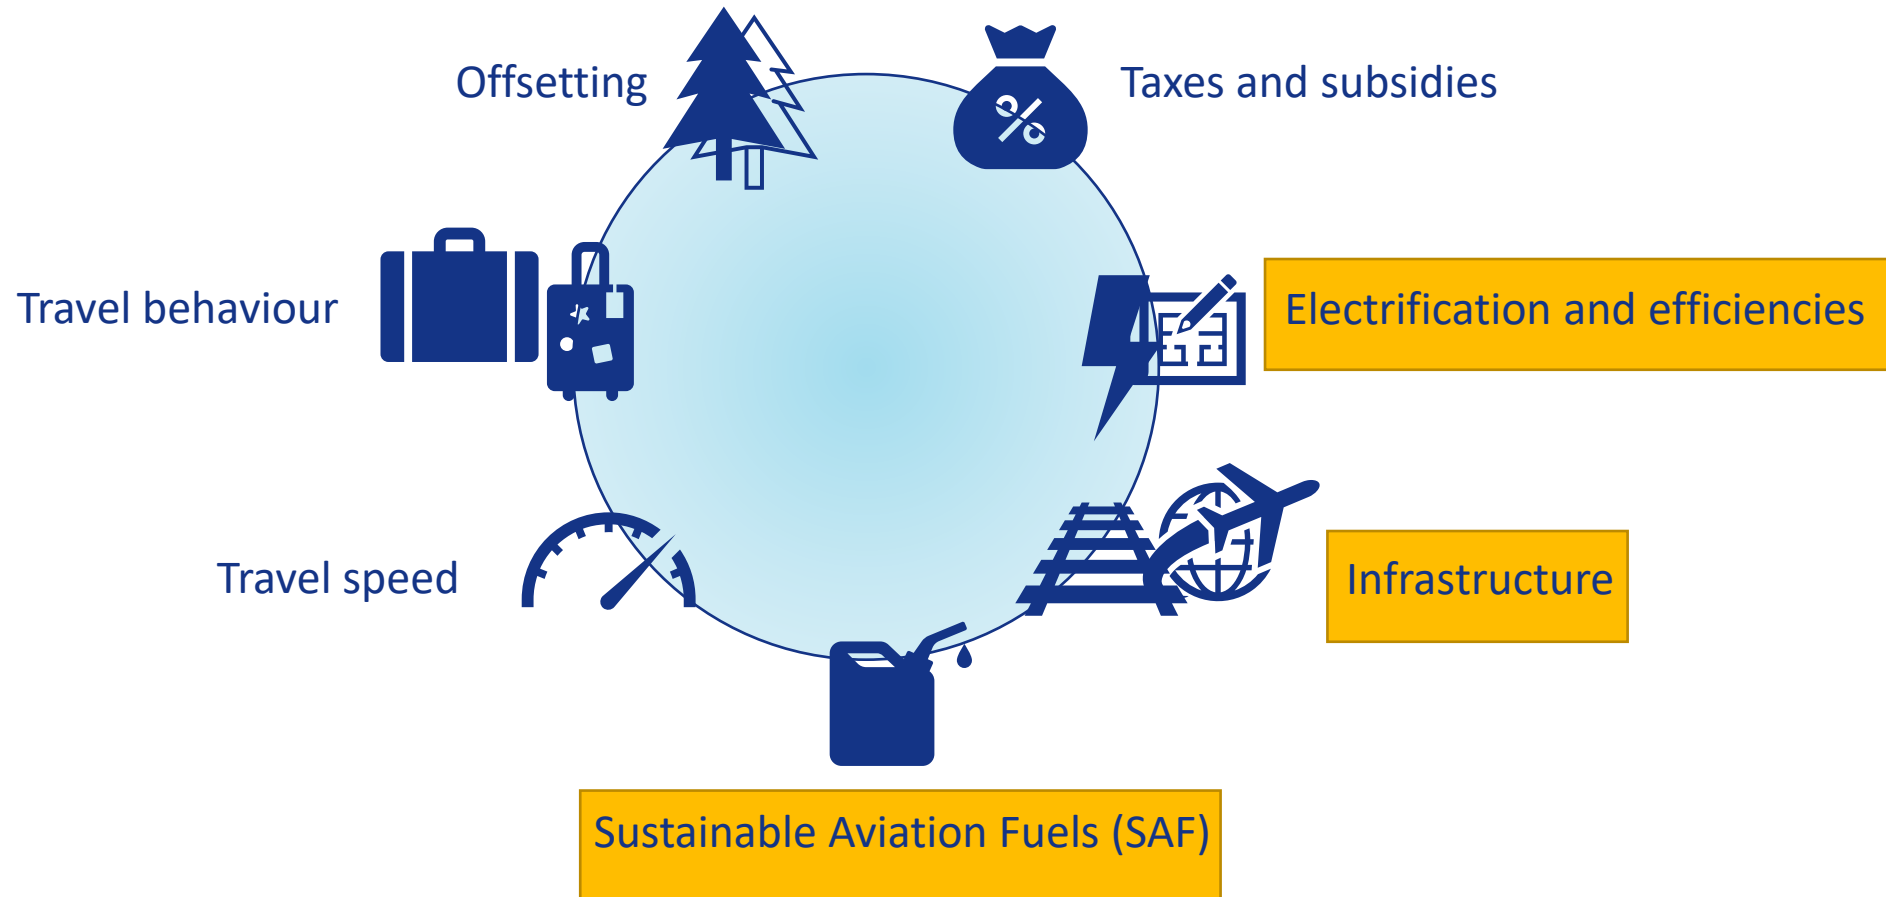 Offsetting
Taxes and subsidies
Travel behaviour
Electrification and efficiencies
Travel speed
Infrastructure
Sustainable Aviation Fuels (SAF)